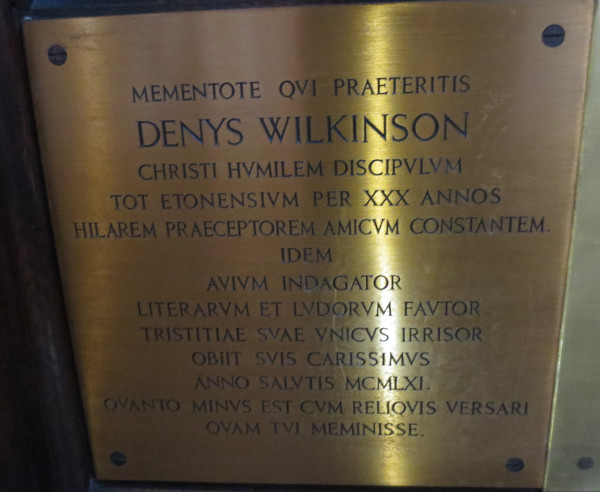 MEMENTOTE QVI PRAETERITIS
DENYS WILKINSON
CHRISTI HVMILEM DISCIPVLVM
TOT ETONENSIVM PER XXX ANNOS
HILAREM PRAECEPTOREM AMICVM CONSTANTEM.
IDEM
AVIVM INDAGATOR
LITERARVM ET LVDORVM FAVTOR
TRISTITIAE SVAE VNICVS IRRISOR
OBIIT SVIS CARISSIMVS
ANNO SALVTIS MCMLXI.
QVANTO MINVS EST CVM RELIQVIS VERSARI
QVAM TVI MEMINISSE.